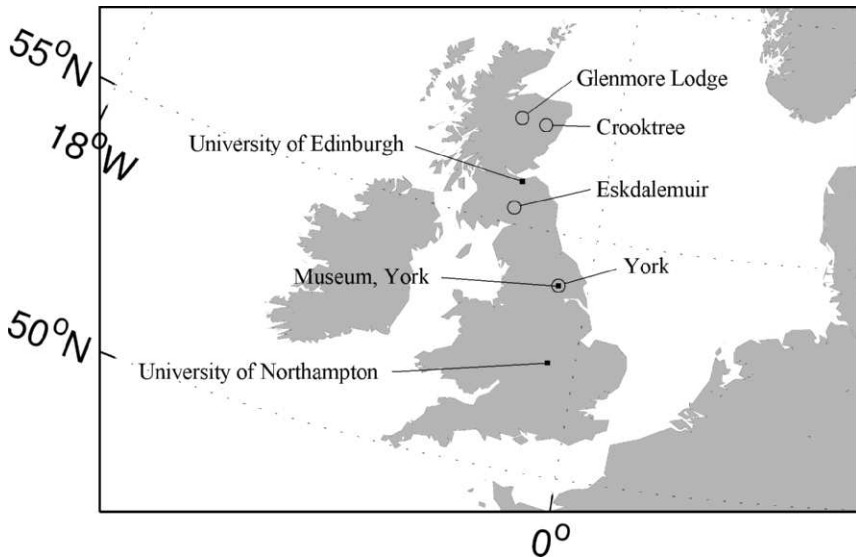 55°N
18°W
Glenmore Lodge
Crooktree
University of Edinburgh
Eskdalemuir
York
Museum, York
50°N
University of Northampton
0°